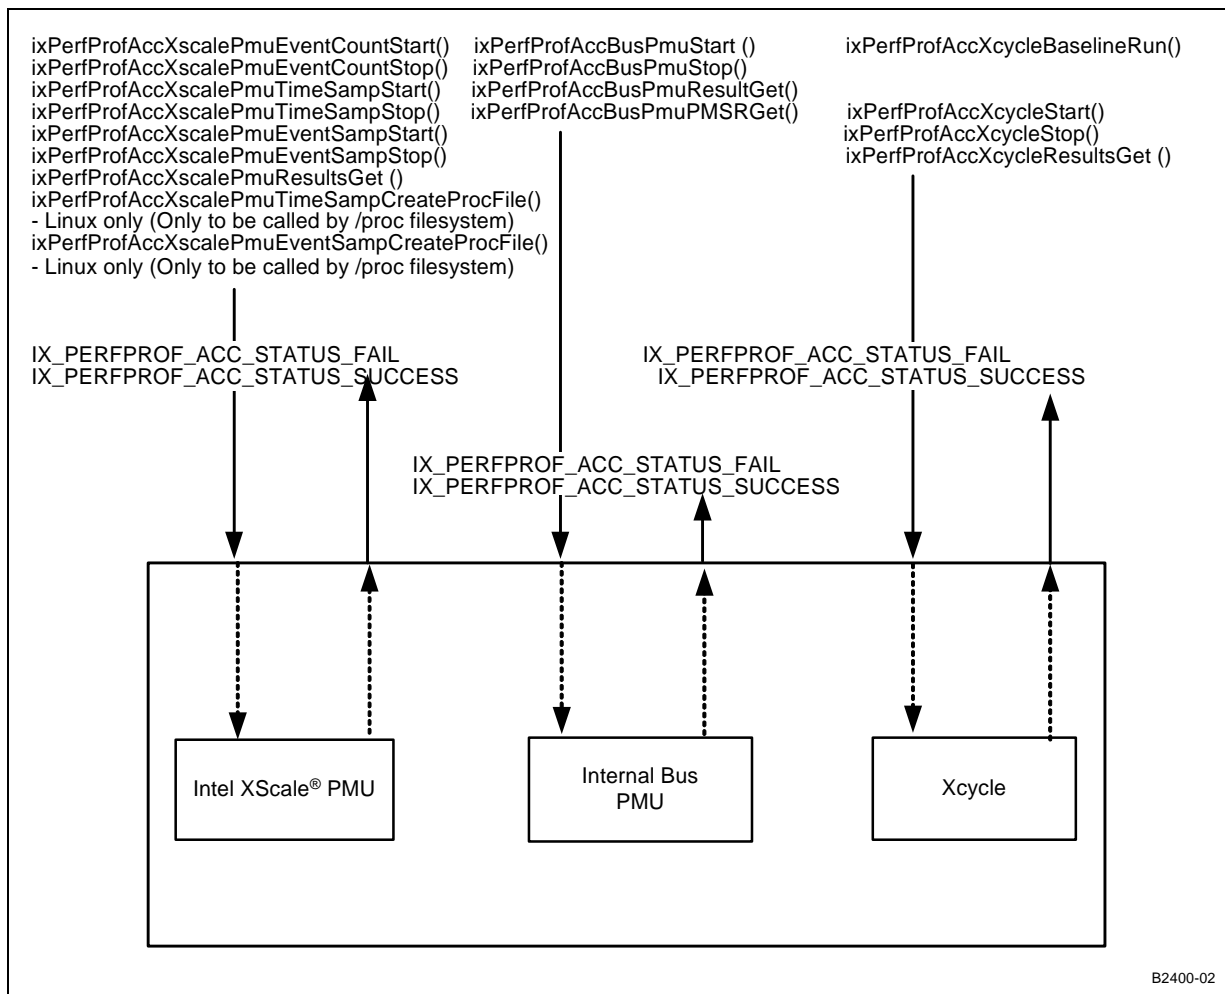 ixPerfProfAccXscalePmuEventCountStart()
ixPerfProfAccXscalePmuEventCountStop()
ixPerfProfAccXscalePmuTimeSampStart()
ixPerfProfAccXscalePmuTimeSampStop()
ixPerfProfAccXscalePmuEventSampStart()
ixPerfProfAccXscalePmuEventSampStop()
ixPerfProfAccXscalePmuResultsGet ()
ixPerfProfAccXscalePmuTimeSampCreateProcFile()
- Linux only (Only to be called by /proc filesystem)
ixPerfProfAccXscalePmuEventSampCreateProcFile()
- Linux only (Only to be called by /proc filesystem)
ixPerfProfAccBusPmuStart ()
ixPerfProfAccBusPmuStop()
ixPerfProfAccBusPmuResultGet()
ixPerfProfAccBusPmuPMSRGet()
ixPerfProfAccXcycleBaselineRun()
ixPerfProfAccXcycleStart()
ixPerfProfAccXcycleStop()
ixPerfProfAccXcycleResultsGet ()
IX_PERFPROF_ACC_STATUS_FAIL
IX_PERFPROF_ACC_STATUS_SUCCESS
IX_PERFPROF_ACC_STATUS_FAIL
IX_PERFPROF_ACC_STATUS_SUCCESS
IX_PERFPROF_ACC_STATUS_FAIL
IX_PERFPROF_ACC_STATUS_SUCCESS
Intel XScale® PMU
Internal Bus
PMU
Xcycle
B2400-02